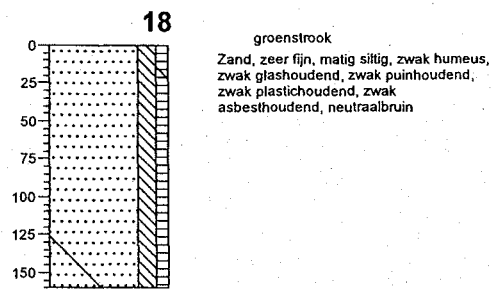 18
groenstrook
0
Zand, zeer fijn, matig siltig, zwak humeus,
zwak glashoudend, zwak puinhoudend,
25
zwak plastichoudend, zwak
asbesthoudend, neutraalbruin
50
75
100
125
150